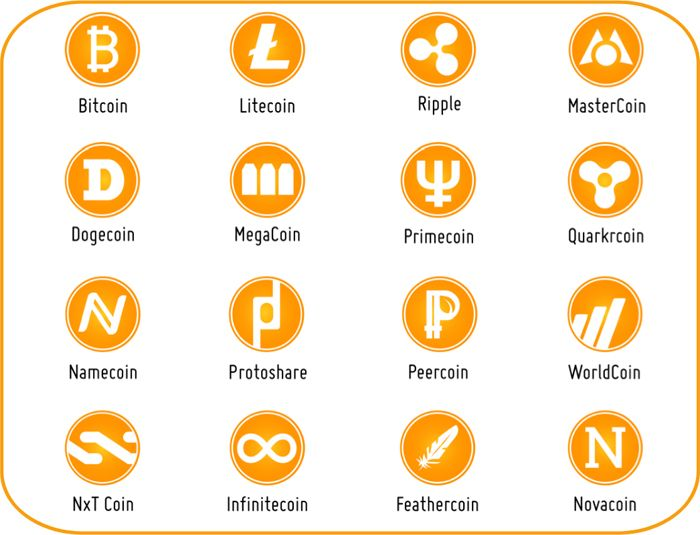 Bitcoin
Litecoin
Ripple
MasterCoin
Dogecoin
MegaCoin
Primecoin
Quarkrcoin
Namecoin
Protoshare
Peercoin
WorldCoin
NxT Coin
Infinitecoin
Feathercoin
Novacoin